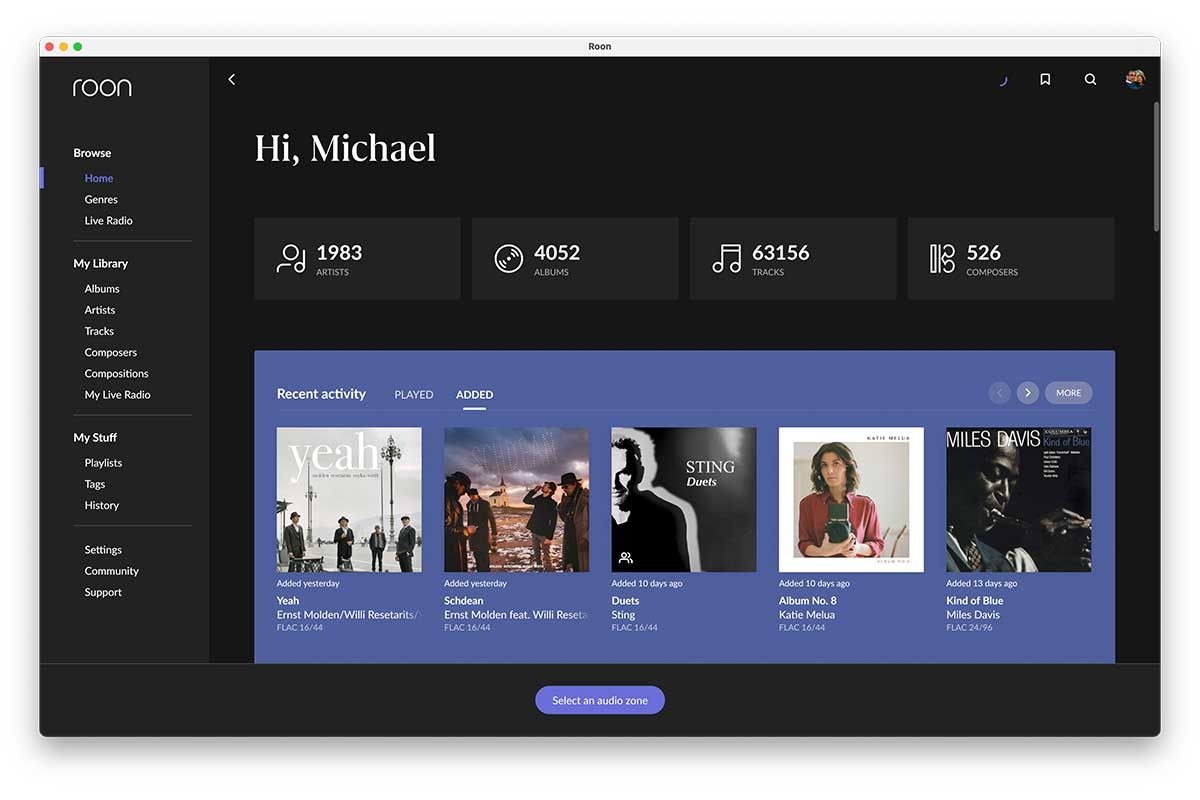 Roon
roon
Browse
Home
Genres
Live Radio
My Library
Albums
Artists
Tracks
Composers
Compositions
My Live Radio
My Stuff
Playlists
Tags
History
Settings
Community
Support
Hi, Michael
1983
ARTISTS
4052
ALBUMS
63156
TRACKS
526
COMPOSERS
Recent activity PLAYED ADDED
MORE
yeah
STING
Duets
KATIE MELUA
ALBUM NO. 8
COLUMBIA
MILES DAVIS Kind of Blue
Added yesterday
Yeah
Ernst Molden/Willi Resetarits/
FLAC 16/44
Added yesterday
Schdean
Ernst Molden feat. Willi Reseta
FLAC 16/44
Added 10 days ago
Duets
Sting
FLAC 16/44
Added 10 days ago
Album No. 8
Katie Melua
FLAC 16/44
Added 13 days ago
Kind of Blue
Miles Davis
FLAC 24/96
Select an audio zone